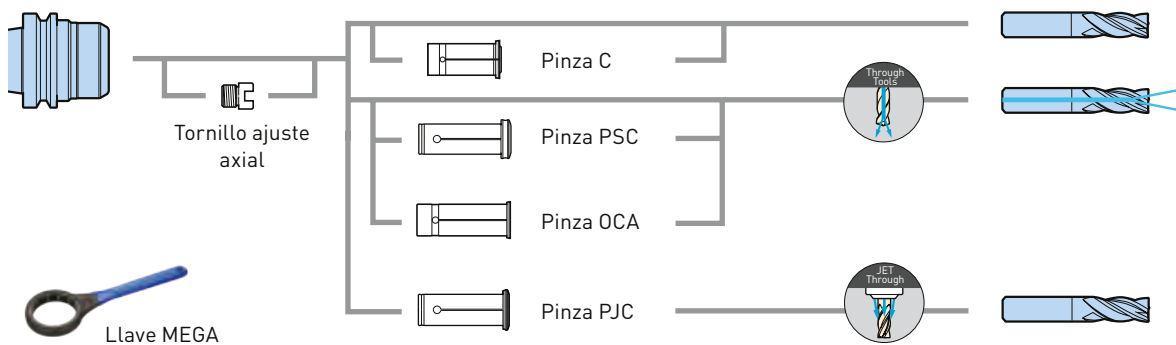 Pinza C
Through
Tools
Tornillo ajuste
axial
Pinza PSC
Pinza OCA
JET
Through
Pinza PJC
Llave MEGA